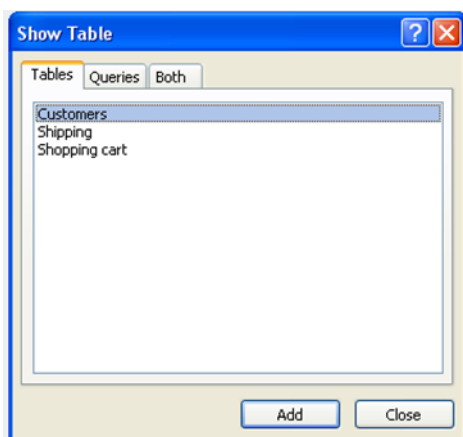 Show Table ?
Tables Queries Both
Customers
Shipping
Shopping cart
Add Close